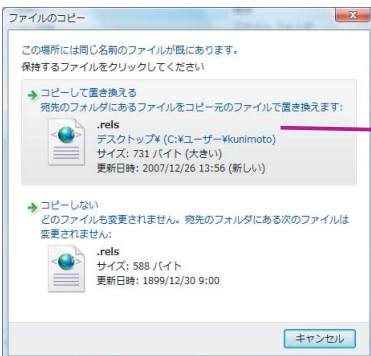 ファイルのコピー
この場所には同じ名前のファイルが既にあります。
保持するファイルをクリックしてください
コピーして置き換える
宛先のフォルダにあるファイルをコピー元のファイルで置き換えます:
.rels
デスクトップ¥ (C:¥ユーザー¥kunimoto)
サイズ: 731 バイト (大きい)
更新日時: 2007/12/26 13:56 (新しい)
コピーしない
どのファイルも変更されません。宛先のフォルダにある次のファイルは
変更されません:
.rels
サイズ: 588 バイト
更新日時: 1899/12/30 9:00
キャンセル